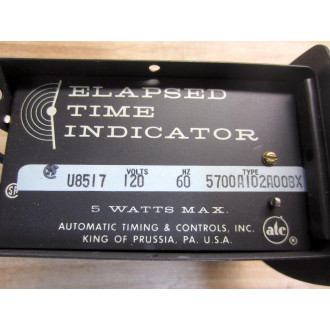 ELAPSED
TIME
INDICATOR
VOLTS HZ TYPE
U8517 120 60 5700A102A00BX
5 WATTS MAX.
AUTOMATIC TIMING & CONTROLS, INC.
KING OF PRUSSIA, PA. U.S.A.
atc ®